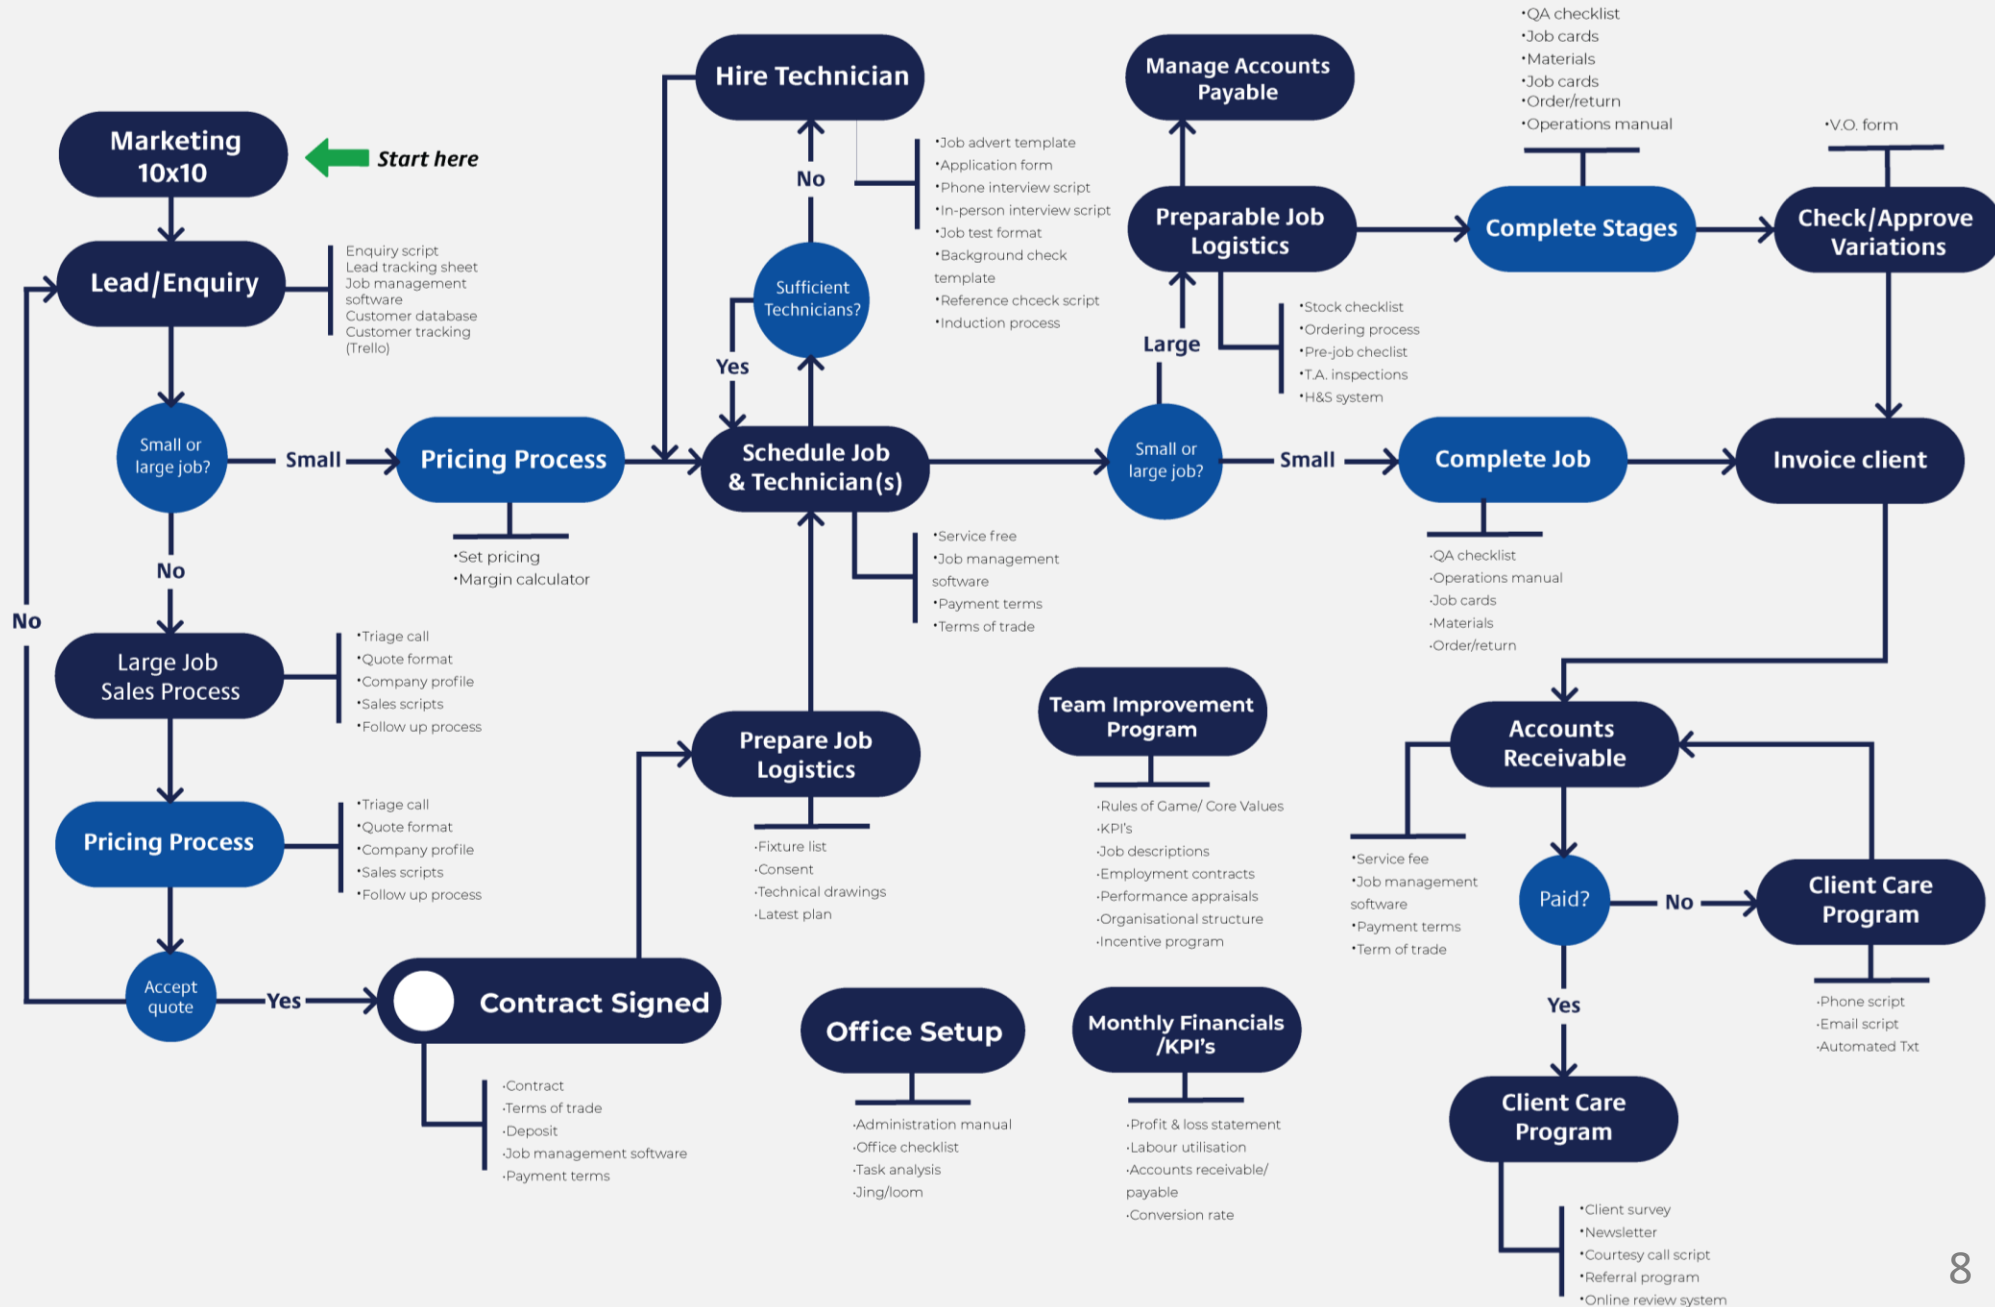 Marketing
10x10
Start here
Lead/Enquiry
Enquiry script
Lead tracking sheet
Job management
software
Customer database
Customer tracking
(Trello)
Small or
large job?
Small
Pricing Process
•Set pricing
•Margin calculator
No
Large Job
Sales Process
•Triage call
•Quote format
•Company profile
•Sales scripts
•Follow up process
Pricing Process
•Triage call
•Quote format
•Company profile
•Sales scripts
•Follow up process
Accept
quote
No
Yes
Contract Signed
•Contract
•Terms of trade
•Deposit
•Job management software
•Payment terms
Prepare Job
Logistics
•Fixture list
•Consent
•Technical drawings
•Latest plan
Schedule Job
& Technician(s)
•Service free
•Job management
software
•Payment terms
•Terms of trade
Sufficient
Technicians?
Yes
No
Hire Technician
•Job advert template
•Application form
•Phone interview script
•In-person interview script
•Job test format
•Background check
template
•Reference chceck script
•Induction process
Small or
large job?
Large
Preparable Job
Logistics
•Stock checklist
•Ordering process
•Pre-job checlist
•T.A. inspections
•H&S system
Manage Accounts
Payable
Complete Stages
•QA checklist
•Job cards
•Materials
•Job cards
•Order/return
•Operations manual
Check/Approve
Variations
•V.O. form
Small
Complete Job
•QA checklist
•Operations manual
•Job cards
•Materials
•Order/return
Invoice client
Accounts
Receivable
•Service fee
•Job management
software
•Payment terms
•Term of trade
Paid?
No
Client Care
Program
•Phone script
•Email script
•Automated Txt
Yes
Client Care
Program
•Client survey
•Newsletter
•Courtesy call script
•Referral program
•Online review system
Team Improvement
Program
•Rules of Game/ Core Values
•KPI's
•Job descriptions
•Employment contracts
•Performance appraisals
•Organisational structure
•Incentive program
Office Setup
•Administration manual
•Office checklist
•Task analysis
•Jing/loom
Monthly Financials
/KPI's
•Profit & loss statement
•Labour utilisation
•Accounts receivable/
payable
•Conversion rate
8